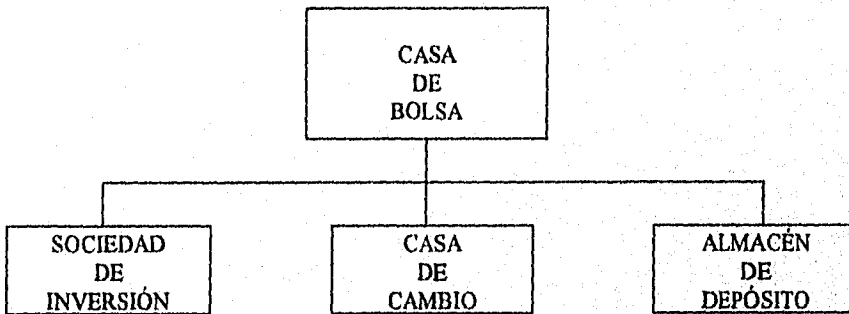 CASA
DE
BOLSA
SOCIEDAD
DE
INVERSIÓN
CASA
DE
CAMBIO
ALMACÉN
DE
DEPÓSITO